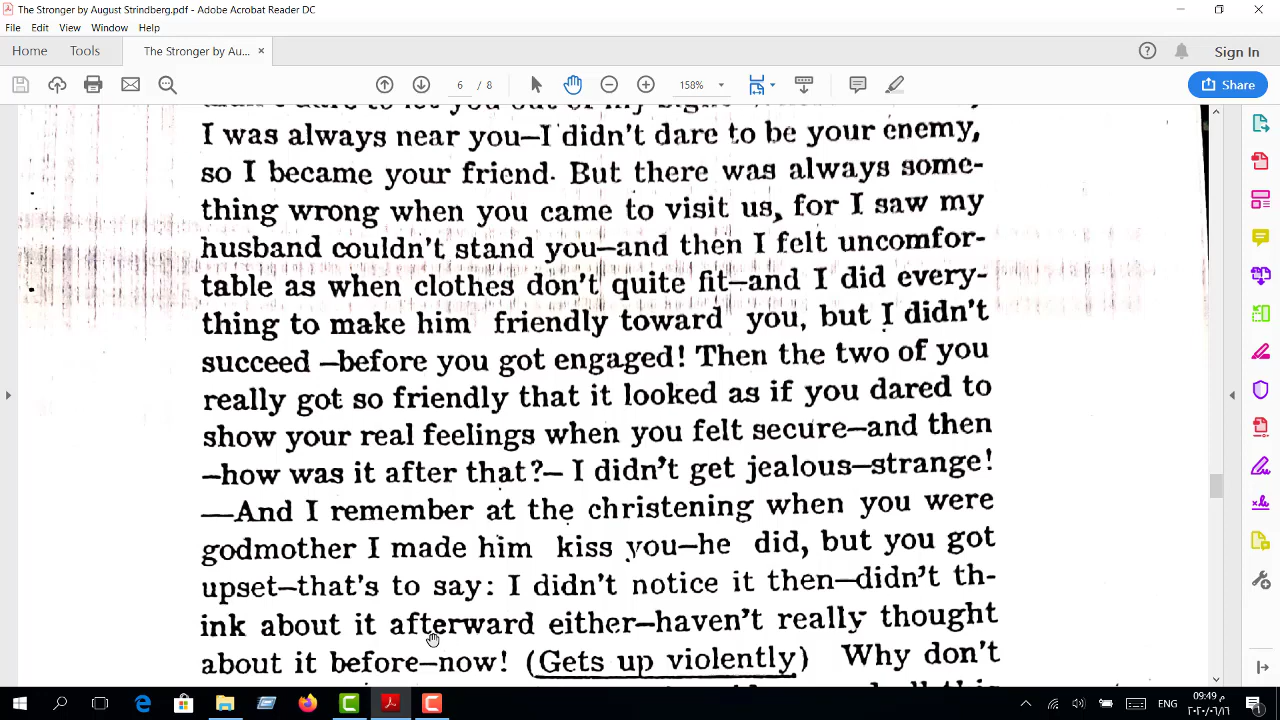 The Stronger by August Strindberg.pdf - Adobe Acrobat Reader DC
File Edit View Window Help
Home Tools The Stronger by Au... × Sign In
6 / 8 158% Share
I was always near you—I didn't dare to be your enemy,
so I became your friend. But there was always some-
thing wrong when you came to visit us, for I saw my
husband couldn't stand you—and then I felt uncomfor-
table as when clothes don't quite fit—and I did every-
thing to make him friendly toward you, but I didn't
succeed —before you got engaged! Then the two of you
really got so friendly that it looked as if you dared to
show your real feelings when you felt secure—and then
—how was it after that?— I didn't get jealous—strange!
—And I remember at the christening when you were
godmother I made him kiss you—he did, but you got
upset—that's to say: I didn't notice it then—didn't th-
ink about it afterward either—haven't really thought
about it before—now! (Gets up violently) Why don't
ENG
09:49 م